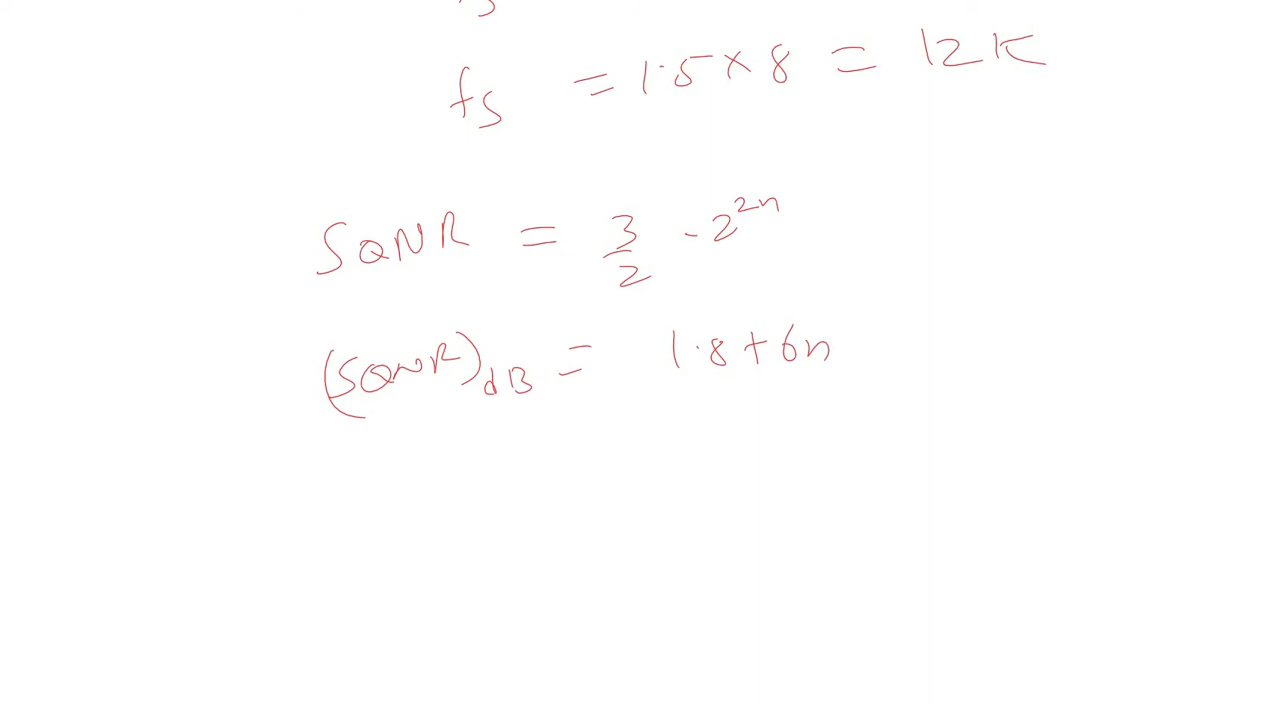 fs = 1.5 × 8 = 12K
SQNR = 3/2 · 2^2n
(SQNR)dB = 1.8 + 6n